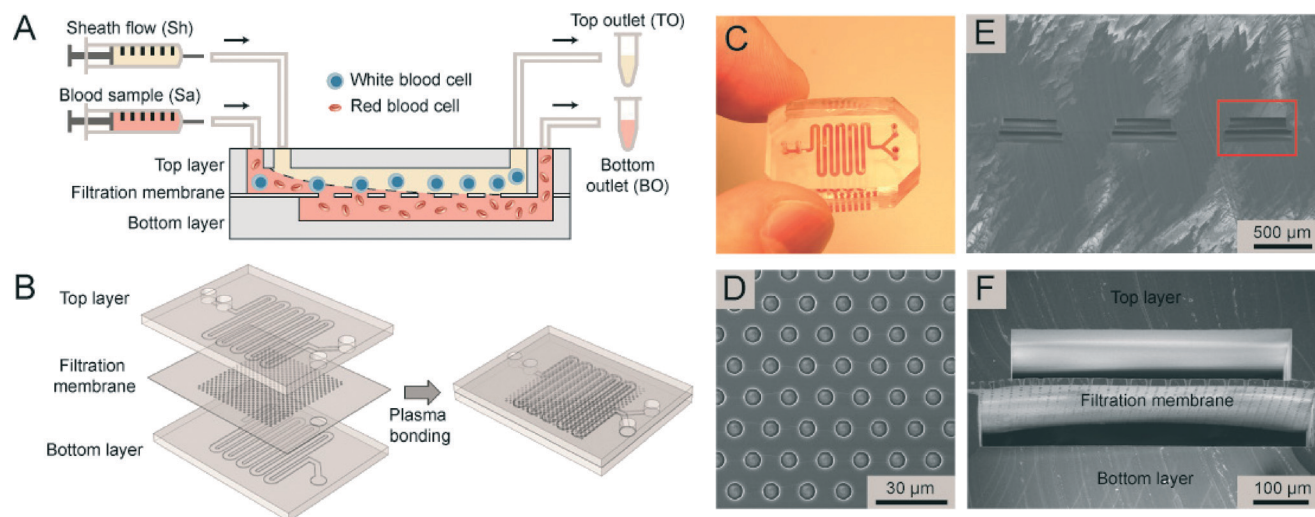 A
Sheath flow (Sh)
Blood sample (Sa)
White blood cell
Red blood cell
Top outlet (TO)
Bottom
outlet (BO)
Top layer
Filtration membrane
Bottom layer
B
Top layer
Filtration
membrane
Bottom layer
Plasma
bonding
C
D
30 µm
E
500 µm
F
Top layer
Filtration membrane
Bottom layer
100 µm